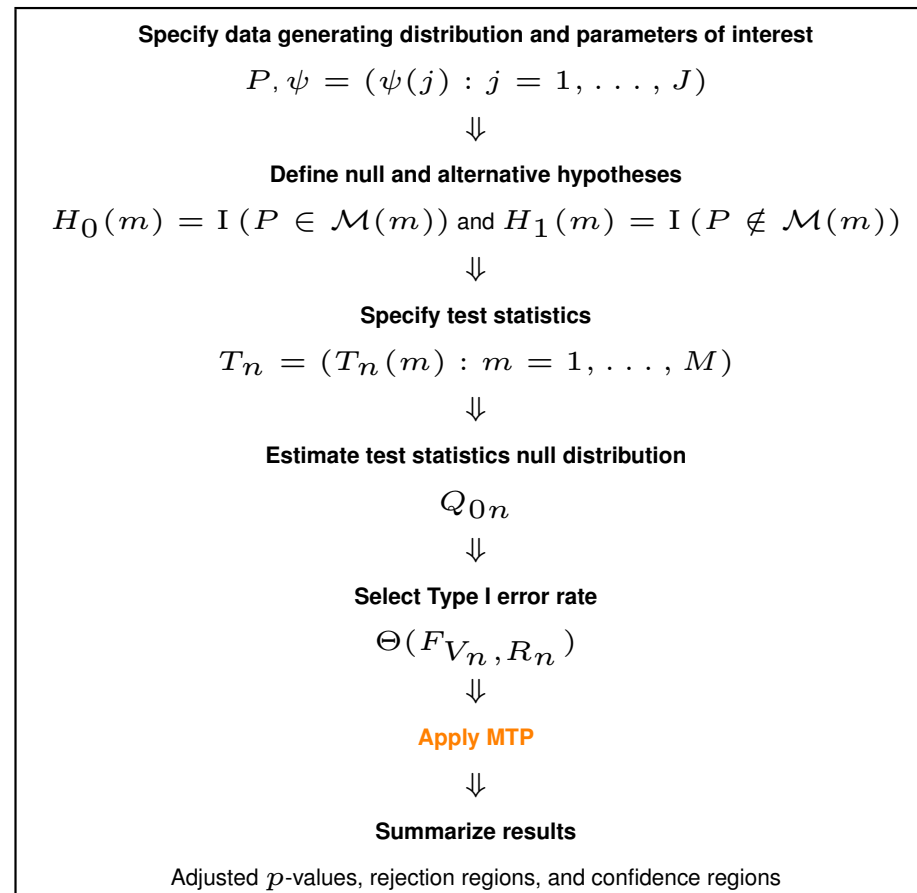 Specify data generating distribution and parameters of interest
P, ψ = (ψ(j) : j = 1, . . . , J)
⇓
Define null and alternative hypotheses
H₀(m) = I (P ∈ ℳ(m)) and H₁(m) = I (P ∉ ℳ(m))
⇓
Specify test statistics
Tₙ = (Tₙ(m) : m = 1, . . . , M)
⇓
Estimate test statistics null distribution
Q₀ₙ
⇓
Select Type I error rate
Θ(F_{Vₙ,Rₙ})
⇓
Apply MTP
⇓
Summarize results
Adjusted p-values, rejection regions, and confidence regions